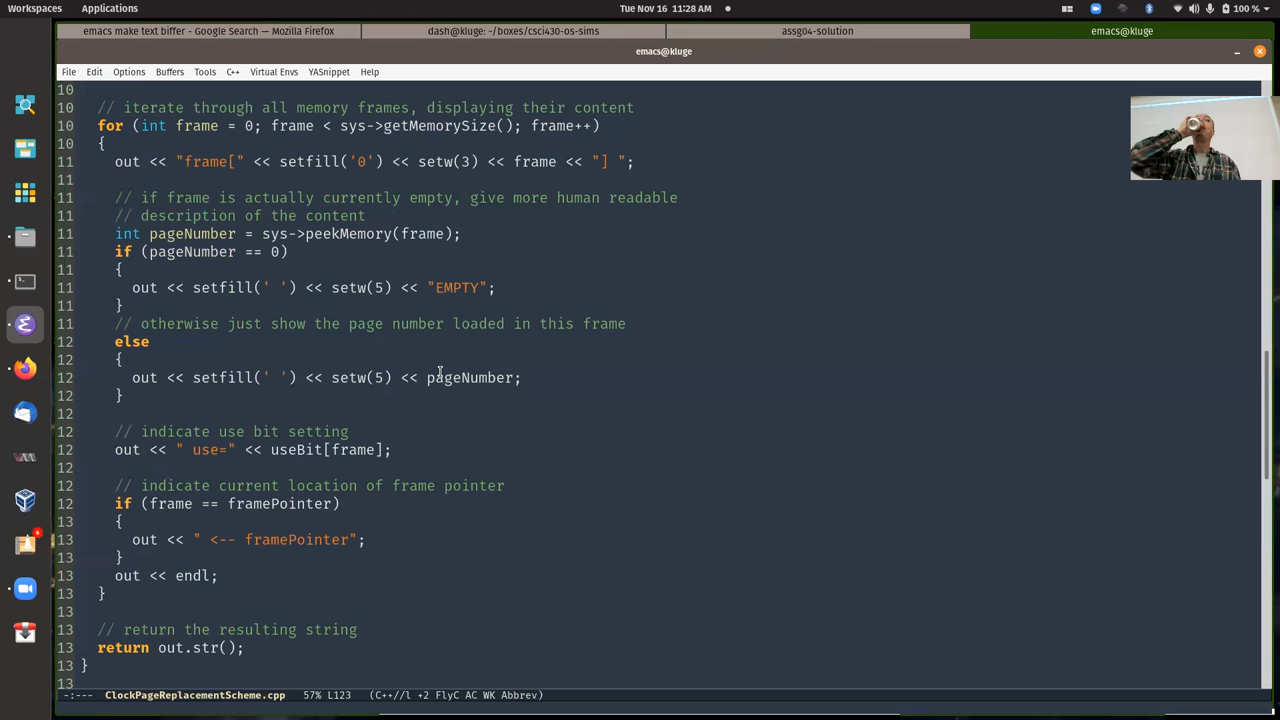 Workspaces Applications Tue Nov 16 11:28 AM 100 %
emacs make text biffer - Google Search — Mozilla Firefox dash@kluge: ~/boxes/csci430-os-sims assg04-solution emacs@kluge
emacs@kluge
File Edit Options Buffers Tools C++ Virtual Envs YASnippet Help
10
10 // iterate through all memory frames, displaying their content
10 for (int frame = 0; frame < sys->getMemorySize(); frame++)
10 {
11 out << "frame[" << setfill('0') << setw(3) << frame << "] ";
11
11 // if frame is actually currently empty, give more human readable
11 // description of the content
11 int pageNumber = sys->peekMemory(frame);
11 if (pageNumber == 0)
11 {
11 out << setfill(' ') << setw(5) << "EMPTY";
11 }
11 // otherwise just show the page number loaded in this frame
12 else
12 {
12 out << setfill(' ') << setw(5) << pageNumber;
12 }
12
12 // indicate use bit setting
12 out << " use=" << useBit[frame];
12
12 // indicate current location of frame pointer
12 if (frame == framePointer)
13 {
13 out << " <-- framePointer";
13 }
13 out << endl;
13 }
13
13 // return the resulting string
13 return out.str();
13 }
13
-:--- ClockPageReplacementScheme.cpp 57% L123 (C++//l +2 FlyC AC WK Abbrev)